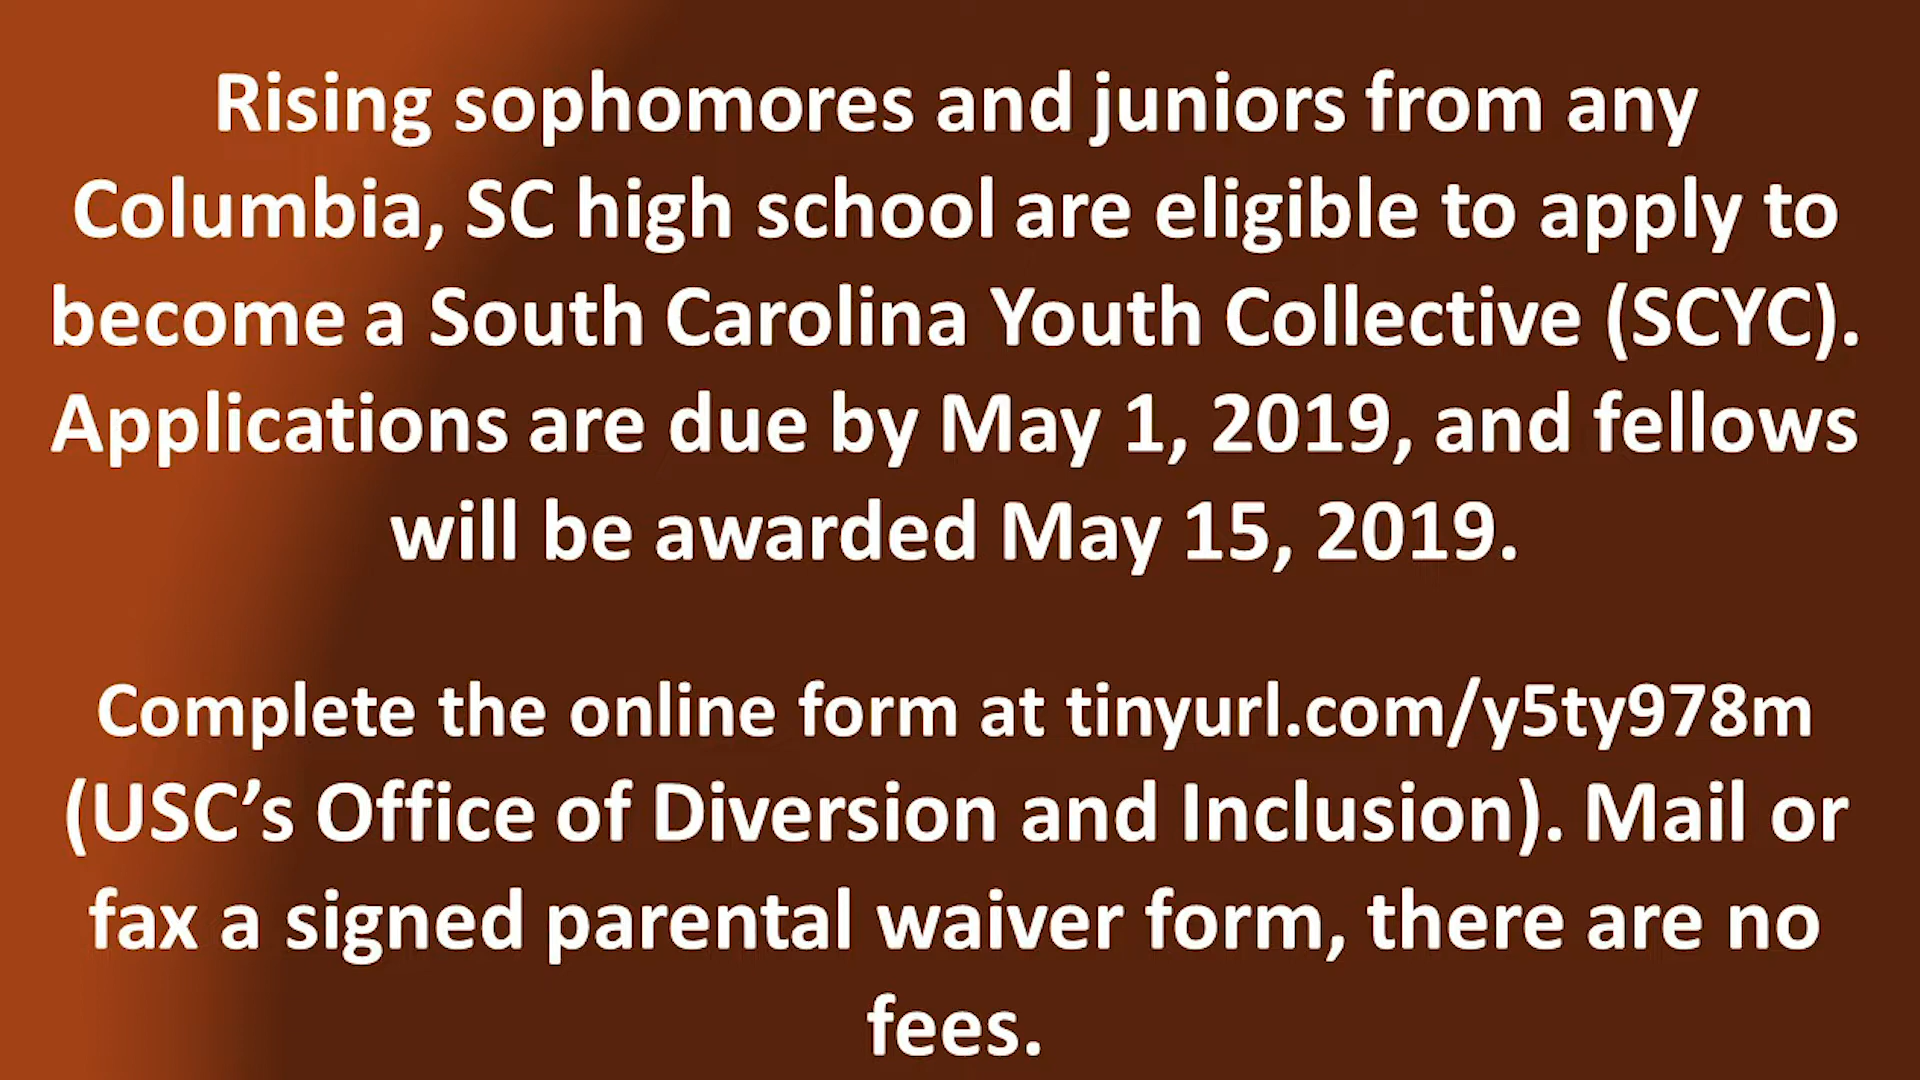 Rising sophomores and juniors from any
Columbia, SC high school are eligible to apply to
become a South Carolina Youth Collective (SCYC).
Applications are due by May 1, 2019, and fellows
will be awarded May 15, 2019.
Complete the online form at tinyurl.com/y5ty978m
(USC’s Office of Diversion and Inclusion). Mail or
fax a signed parental waiver form, there are no
fees.